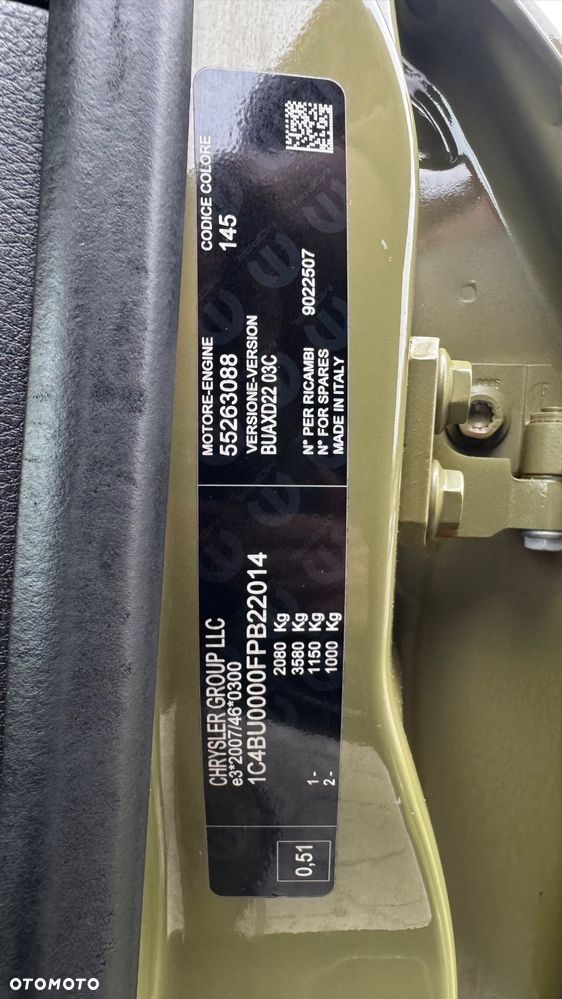 CHRYSLER GROUP LLC
e3*2007/46*0300
1C4BU0000FPB22014
2080 Kg
3580 Kg
1- 1150 Kg
2- 1000 Kg
0,51
MOTORE-ENGINE
55263088
CODICE COLORE
145
VERSIONE-VERSION
BUAXD22 03C
N° PER RICAMBI
N° FOR SPARES 9022507
MADE IN ITALY
OTOMOTO